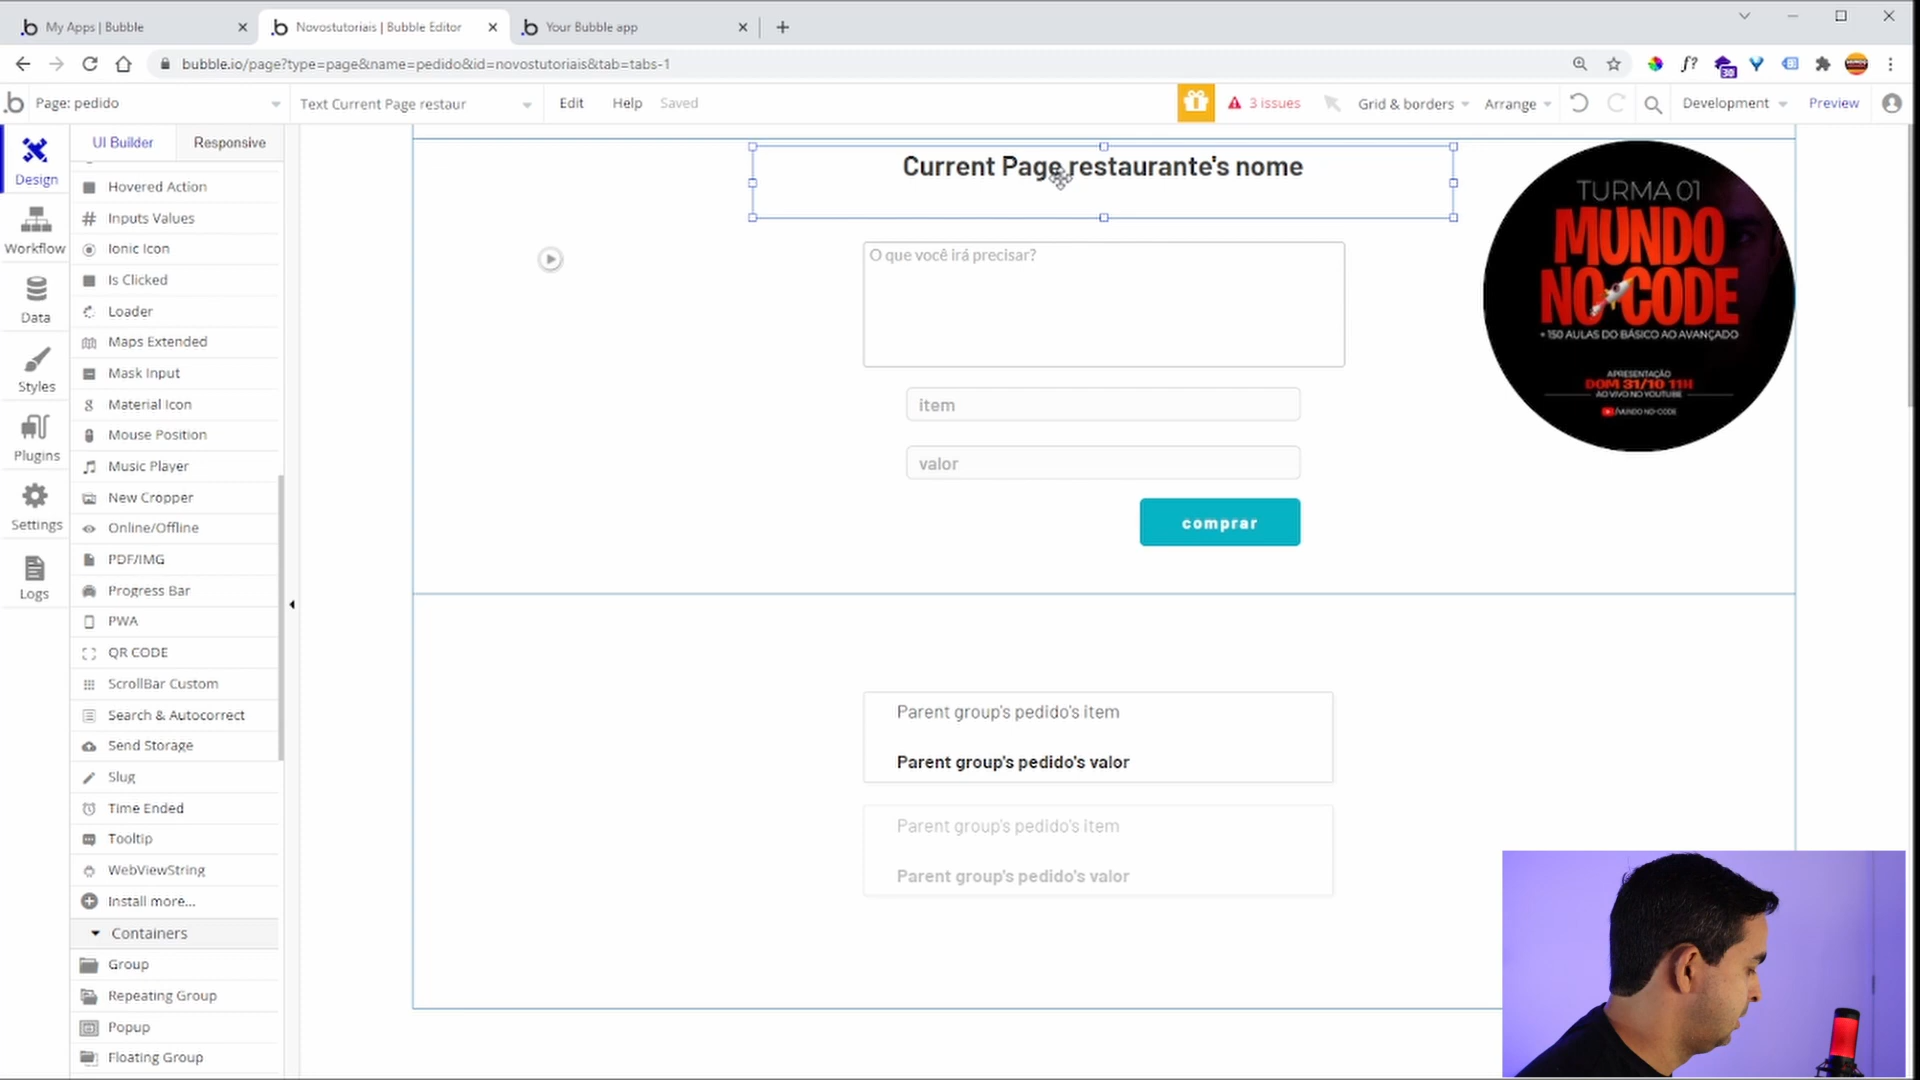 My Apps | Bubble
Novostutoriais | Bubble Editor
Your Bubble app
bubble.io/page?type=page&name=pedido&id=novostutoriais&tab=tabs-1
f?
30
Page: pedido
Text Current Page restaur
Edit
Help
Saved
3 issues
Grid & borders
Arrange
Development
Preview
Design
Workflow
Data
Styles
Plugins
Settings
Logs
UI Builder
Responsive
Hovered Action
Inputs Values
Ionic Icon
Is Clicked
Loader
Maps Extended
Mask Input
Material Icon
Mouse Position
Music Player
New Cropper
Online/Offline
PDF/IMG
Progress Bar
PWA
QR CODE
ScrollBar Custom
Search & Autocorrect
Send Storage
Slug
Time Ended
Tooltip
WebViewString
Install more...
Containers
Group
Repeating Group
Popup
Floating Group
Current Page restaurante's nome
O que você irá precisar?
item
valor
comprar
Parent group's pedido's item
Parent group's pedido's valor
Parent group's pedido's item
Parent group's pedido's valor
TURMA 01
MUNDO
NO-CODE
+150 AULAS DO BÁSICO AO AVANÇADO
APRESENTAÇÃO
DOM 31/10 11H
AO VIVO NO YOUTUBE
/MUNDO NO-CODE